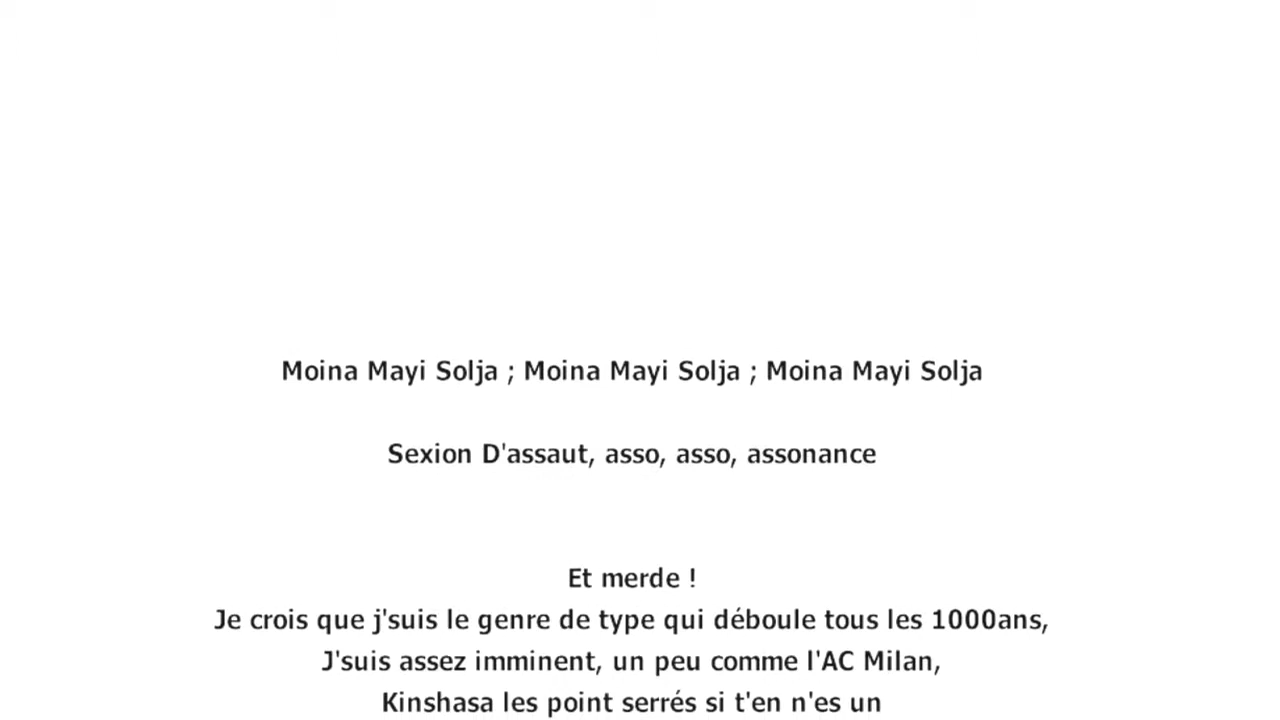 Moina Mayi Solja ; Moina Mayi Solja ; Moina Mayi Solja
Sexion D'assaut, asso, asso, assonance
Et merde !
Je crois que j'suis le genre de type qui déboule tous les 1000ans,
J'suis assez imminent, un peu comme l'AC Milan,
Kinshasa les point serrés si t'en n'es un